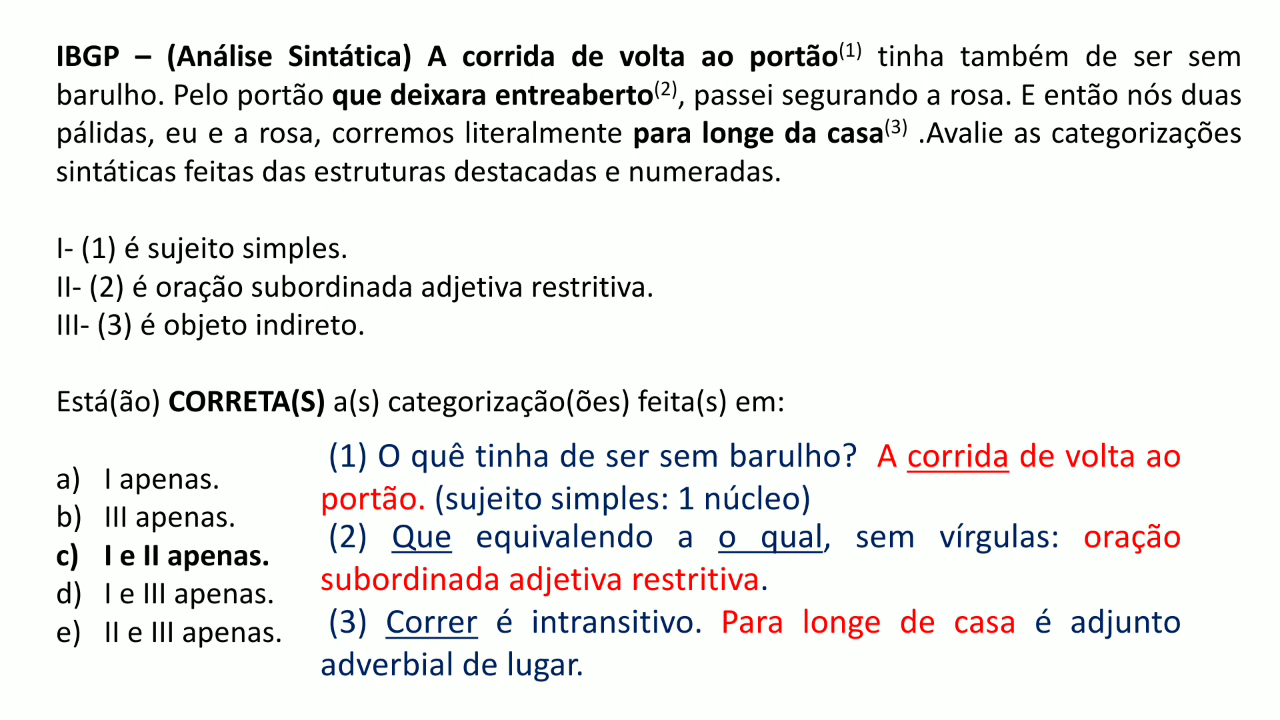 IBGP – (Análise Sintática) A corrida de volta ao portão(1) tinha também de ser sem
barulho. Pelo portão que deixara entreaberto(2), passei segurando a rosa. E então nós duas
pálidas, eu e a rosa, corremos literalmente para longe da casa(3) .Avalie as categorizações
sintáticas feitas das estruturas destacadas e numeradas.
I- (1) é sujeito simples.
II- (2) é oração subordinada adjetiva restritiva.
III- (3) é objeto indireto.
Está(ão) CORRETA(S) a(s) categorização(ões) feita(s) em:
a) I apenas.
b) III apenas.
c) I e II apenas.
d) I e III apenas.
e) II e III apenas.
(1) O quê tinha de ser sem barulho? A corrida de volta ao
portão. (sujeito simples: 1 núcleo)
(2) Que equivalendo a o qual, sem vírgulas: oração
subordinada adjetiva restritiva.
(3) Correr é intransitivo. Para longe de casa é adjunto
adverbial de lugar.